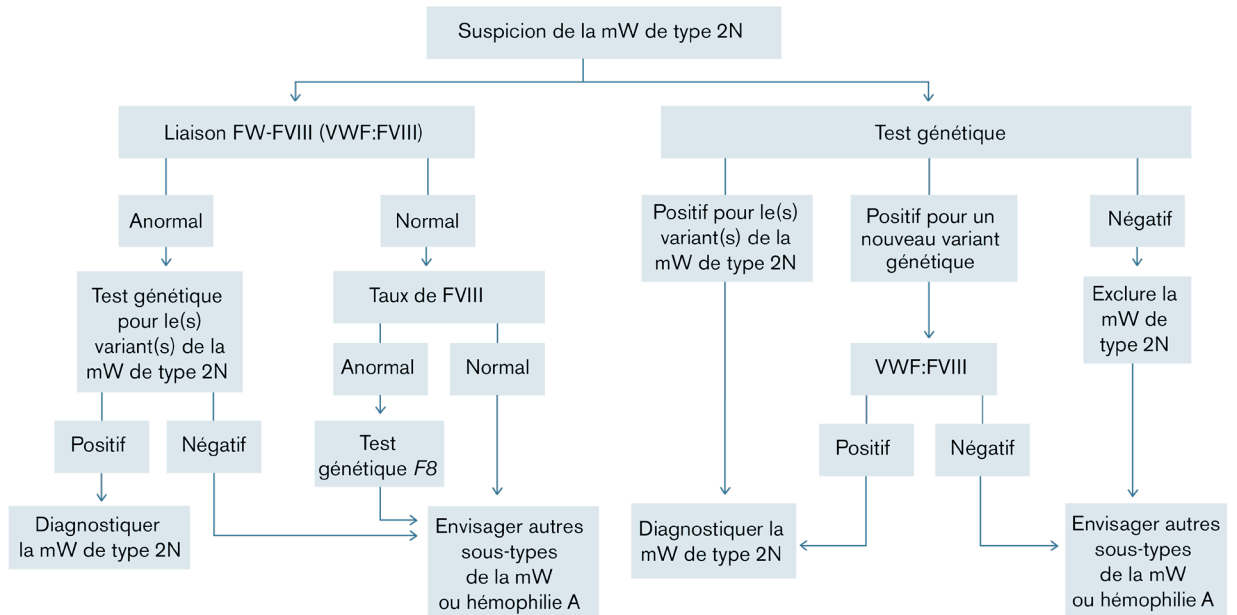 Suspicion de la mW de type 2N
Liaison FW-FVIII (VWF:FVIII)
Test génétique
Anormal
Normal
Positif pour le(s)
variant(s) de la
mW de type 2N
Positif pour un
nouveau variant
génétique
Négatif
Test génétique
pour le(s)
variant(s) de la
mW de type 2N
Taux de FVIII
Exclure la
mW de
type 2N
Anormal
Normal
VWF:FVIII
Positif
Négatif
Test
génétique F8
Positif
Négatif
Diagnostiquer
la mW de type 2N
Envisager autres
sous-types
de la mW
ou hémophilie A
Diagnostiquer la
mW de type 2N
Envisager autres
sous-types
de la mW
ou hémophilie A